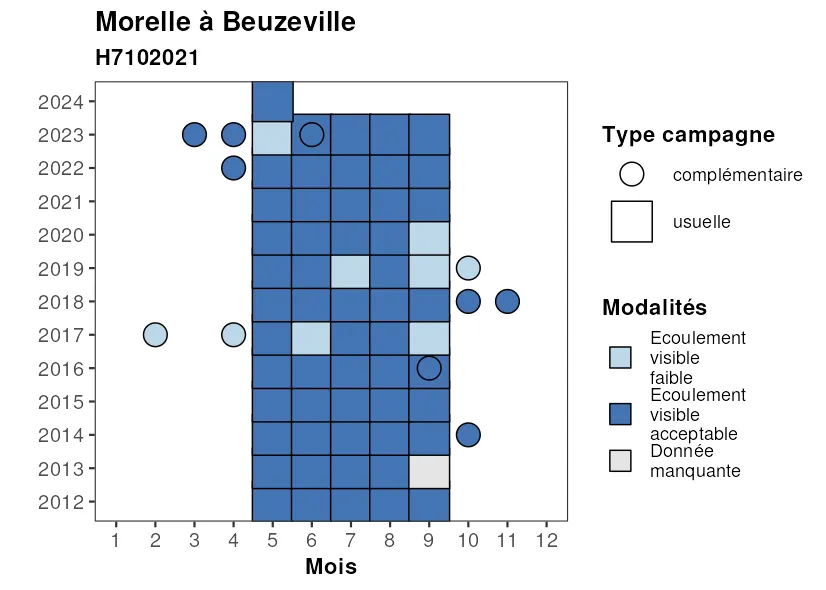 Morelle à Beuzeville
H7102021
2024
2023
2022
2021
2020
2019
2018
2017
2016
2015
2014
2013
2012
1 2 3 4 5 6 7 8 9 10 11 12
Mois
Type campagne
complémentaire
usuelle
Modalités
Ecoulement
visible
faible
Ecoulement
visible
acceptable
Donnée
manquante